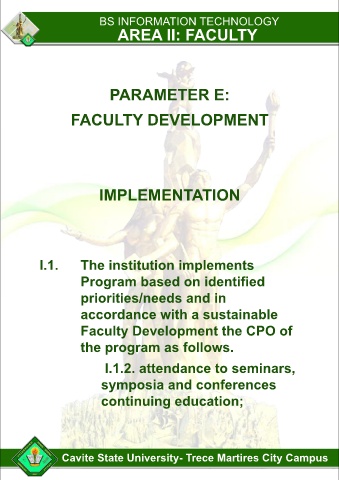 BS INFORMATION TECHNOLOGY
AREA II: FACULTY
PARAMETER E:
FACULTY DEVELOPMENT
IMPLEMENTATION
I.1. The institution implements
Program based on identified
priorities/needs and in
accordance with a sustainable
Faculty Development the CPO of
the program as follows.
I.1.2. attendance to seminars,
symposia and conferences
continuing education;
Cavite State University- Trece Martires City Campus